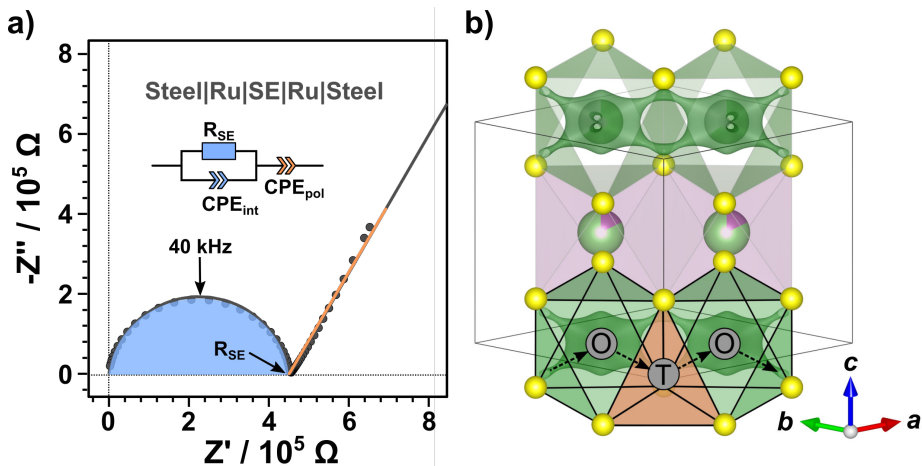 a)
8
6
4
2
0
-Z'' / 10⁵ Ω
Steel|Ru|SE|Ru|Steel
R_SE
CPE_int
CPE_pol
40 kHz
R_SE
0
2
4
6
8
Z' / 10⁵ Ω
b)
O
O
T
c
b
a